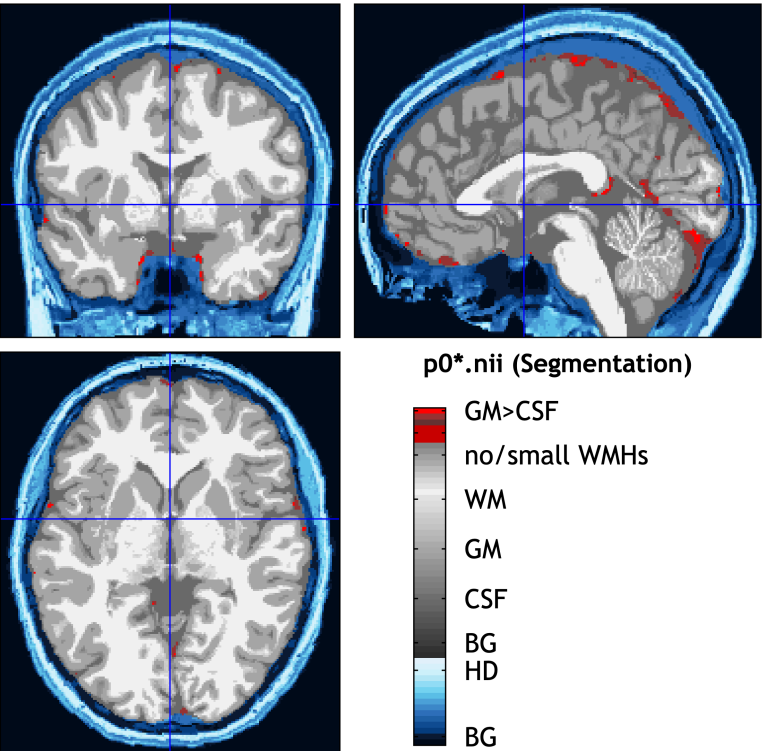 p0*.nii (Segmentation)
GM>CSF
no/small WMHs
WM
GM
CSF
BG
HD
BG